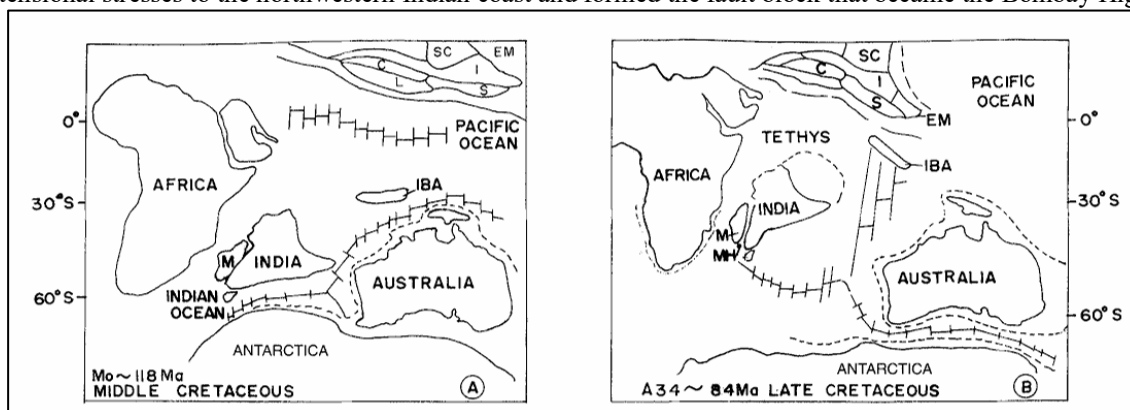 tensional stresses to the northwestern Indian coast and formed the fault block that became the Bombay Hig
SC
EM
C
I
L
S
0°
PACIFIC
OCEAN
AFRICA
IBA
30°S
M
INDIA
AUSTRALIA
60°S
INDIAN
OCEAN
ANTARCTICA
Mo~118 Ma
MIDDLE CRETACEOUS
A
SC
C
I
PACIFIC
OCEAN
S
EM
0°
TETHYS
AFRICA
IBA
30°S
INDIA
M
MH
AUSTRALIA
60°S
ANTARCTICA
A34~84Ma LATE CRETACEOUS
B